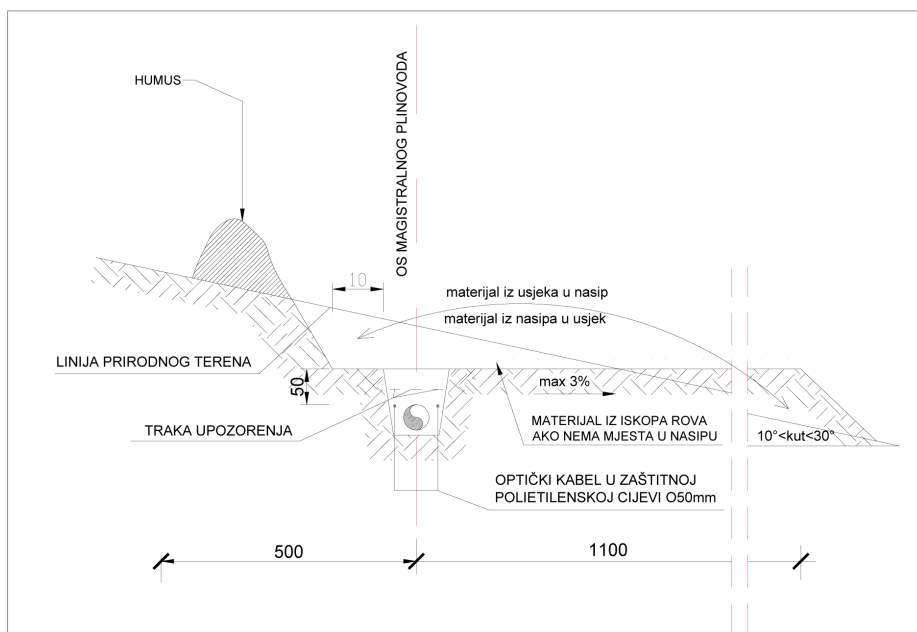 HUMUS
OS MAGISTRALNOG PLINOVODA
10
materijal iz usjeka u nasip
materijal iz nasipa u usjek
LINIJA PRIRODNOG TERENA
50
max 3%
TRAKA UPOZORENJA
MATERIJAL IZ ISKOPA ROVA
AKO NEMA MJESTA U NASIPU
10°<kut<30°
OPTIČKI KABEL U ZAŠTITNOJ
POLIETILENSKOJ CIJEVI O50mm
500
1100